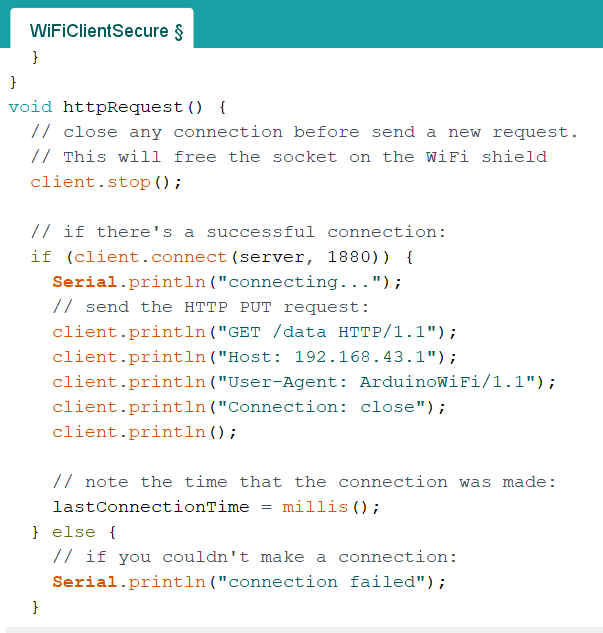 WiFiClientSecure §
  }
}
void httpRequest() {
  // close any connection before send a new request.
  // This will free the socket on the WiFi shield
  client.stop();

  // if there's a successful connection:
  if (client.connect(server, 1880)) {
    Serial.println("connecting...");
    // send the HTTP PUT request:
    client.println("GET /data HTTP/1.1");
    client.println("Host: 192.168.43.1");
    client.println("User-Agent: ArduinoWiFi/1.1");
    client.println("Connection: close");
    client.println();

    // note the time that the connection was made:
    lastConnectionTime = millis();
  } else {
    // if you couldn't make a connection:
    Serial.println("connection failed");
  }